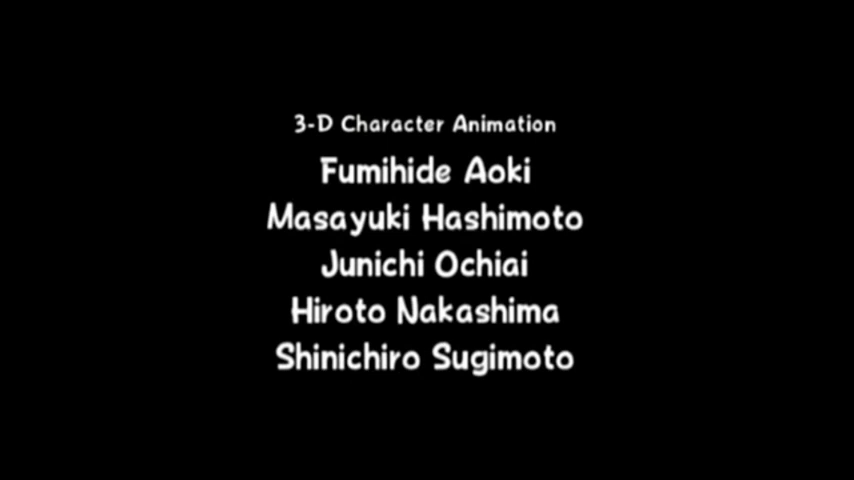 3-D Character Animation
Fumihide Aoki
Masayuki Hashimoto
Junichi Ochiai
Hiroto Nakashima
Shinichiro Sugimoto